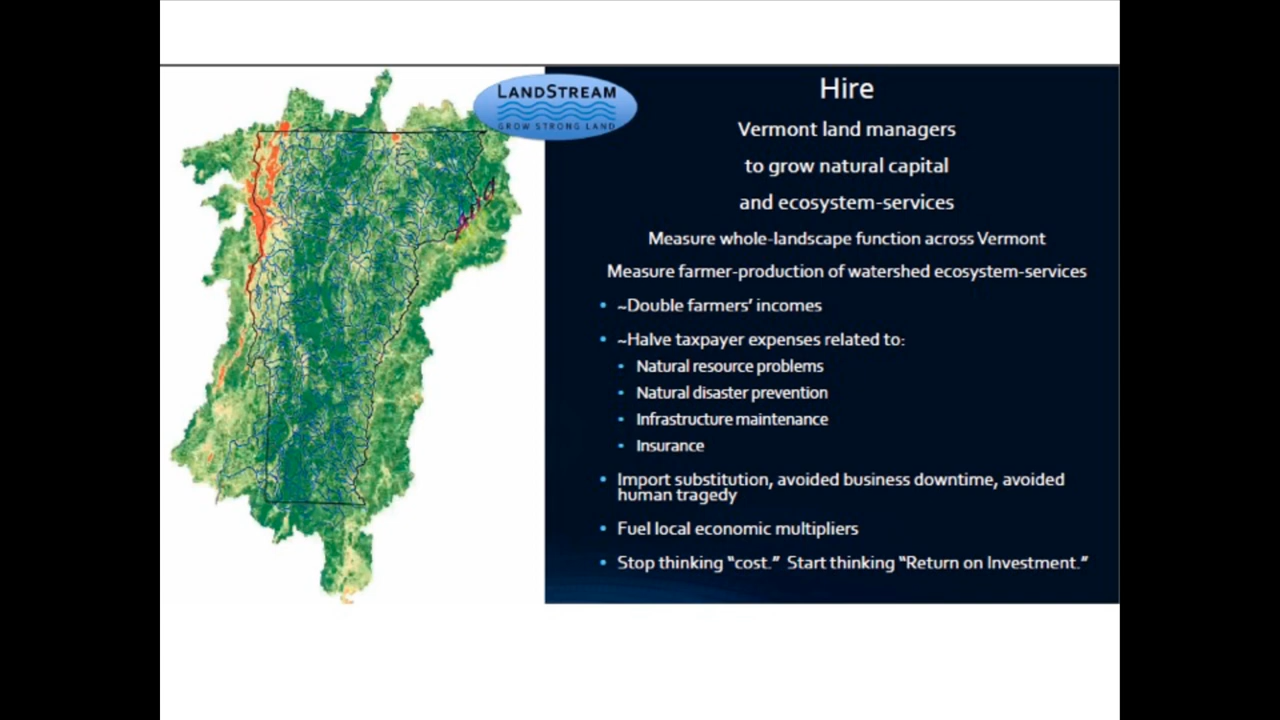 LANDSTREAM
GROW STRONG LAND
Hire
Vermont land managers
to grow natural capital
and ecosystem-services
Measure whole-landscape function across Vermont
Measure farmer-production of watershed ecosystem-services
• ~Double farmers’ incomes
• ~Halve taxpayer expenses related to:
• Natural resource problems
• Natural disaster prevention
• Infrastructure maintenance
• Insurance
• Import substitution, avoided business downtime, avoided
human tragedy
• Fuel local economic multipliers
• Stop thinking “cost.” Start thinking “Return on Investment.”